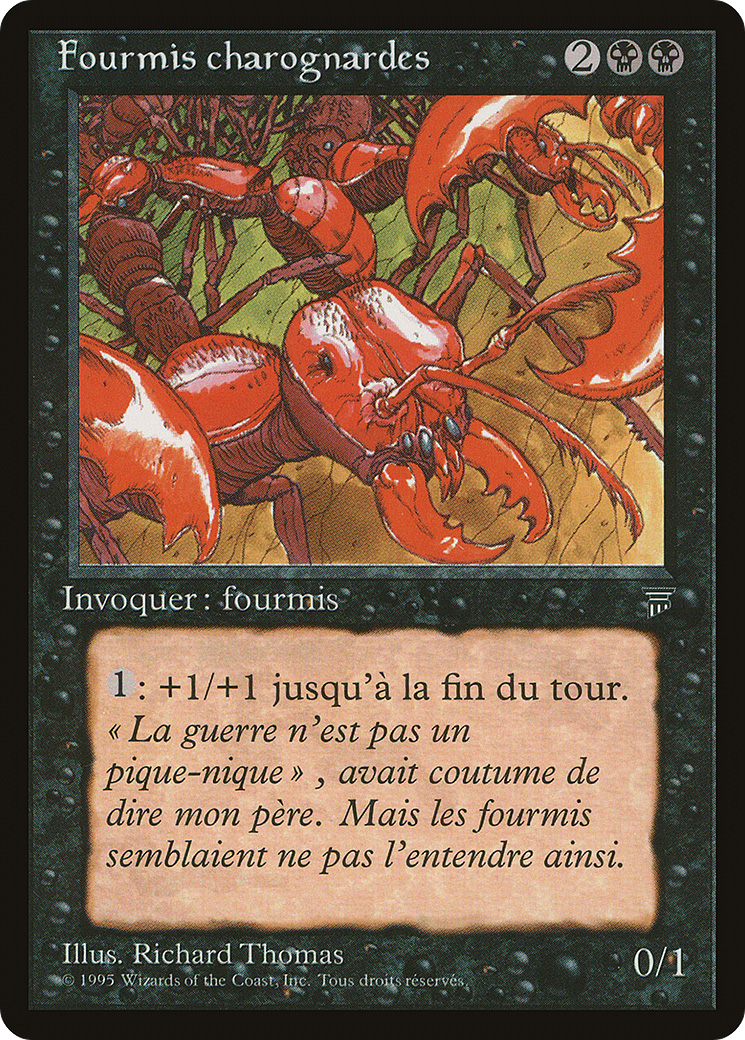 Fourmis charognardes 2
Invoquer : fourmis
1 : +1/+1 jusqu'à la fin du tour.
« La guerre n'est pas un
pique-nique » , avait coutume de
dire mon père. Mais les fourmis
semblaient ne pas l'entendre ainsi.
Illus. Richard Thomas
© 1995 Wizards of the Coast, Inc. Tous droits réservés.
0/1